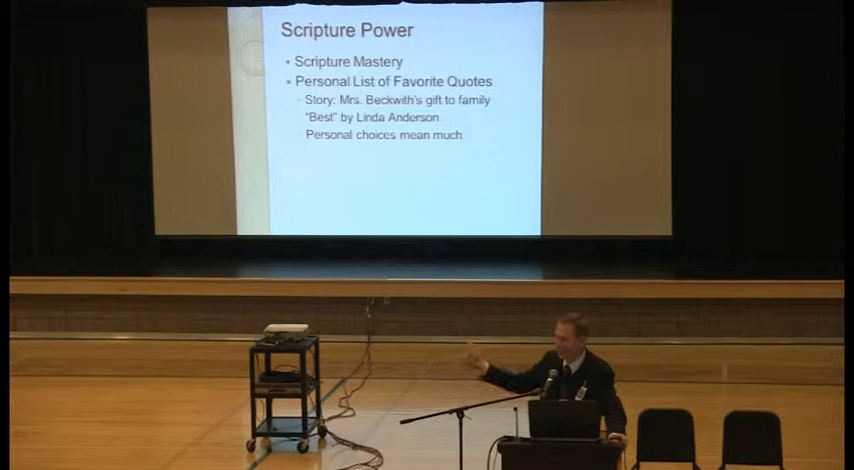 Scripture Power
• Scripture Mastery
• Personal List of Favorite Quotes
Story: Mrs. Beckwith's gift to family
"Best" by Linda Anderson
Personal choices mean much